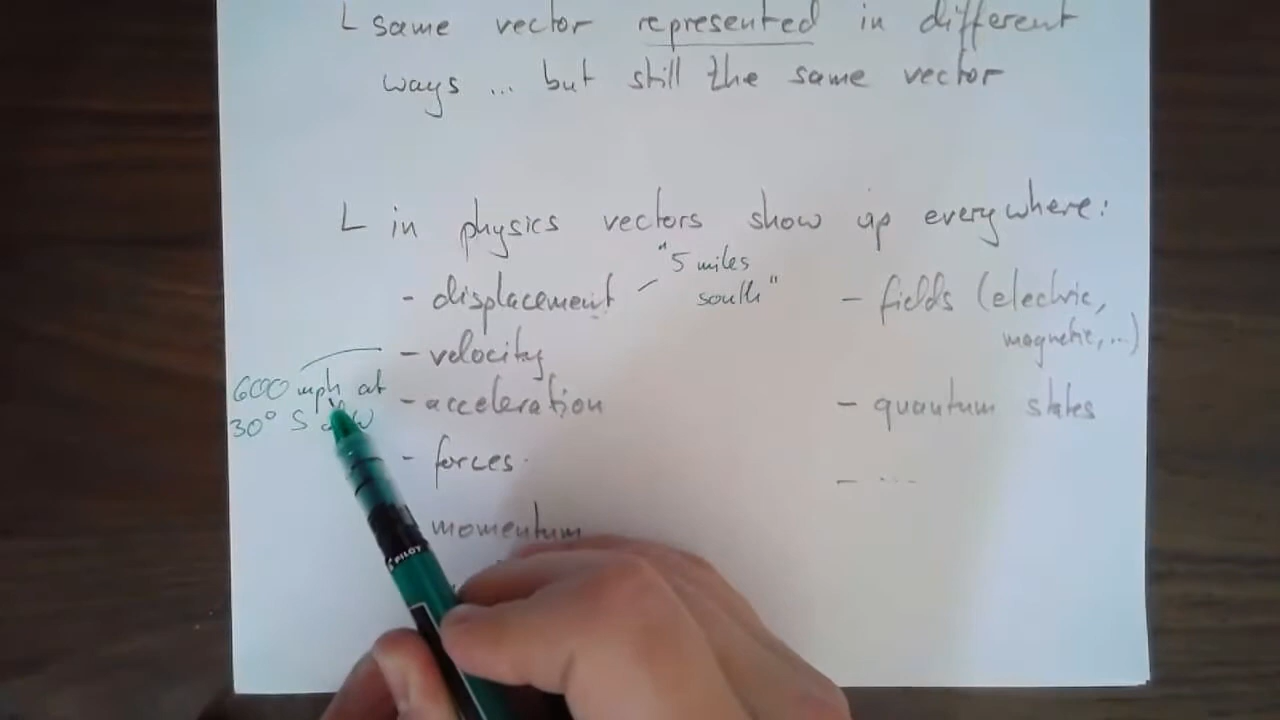 same vector represented in different
ways ... but still the same vector
in physics vectors show up everywhere:
- displacement - "5 miles
south"
- velocity
600 mph at
30° S W
- acceleration
- forces
momentum
- fields (electric,
magnetic, ...)
- quantum states
- ...
PILOT